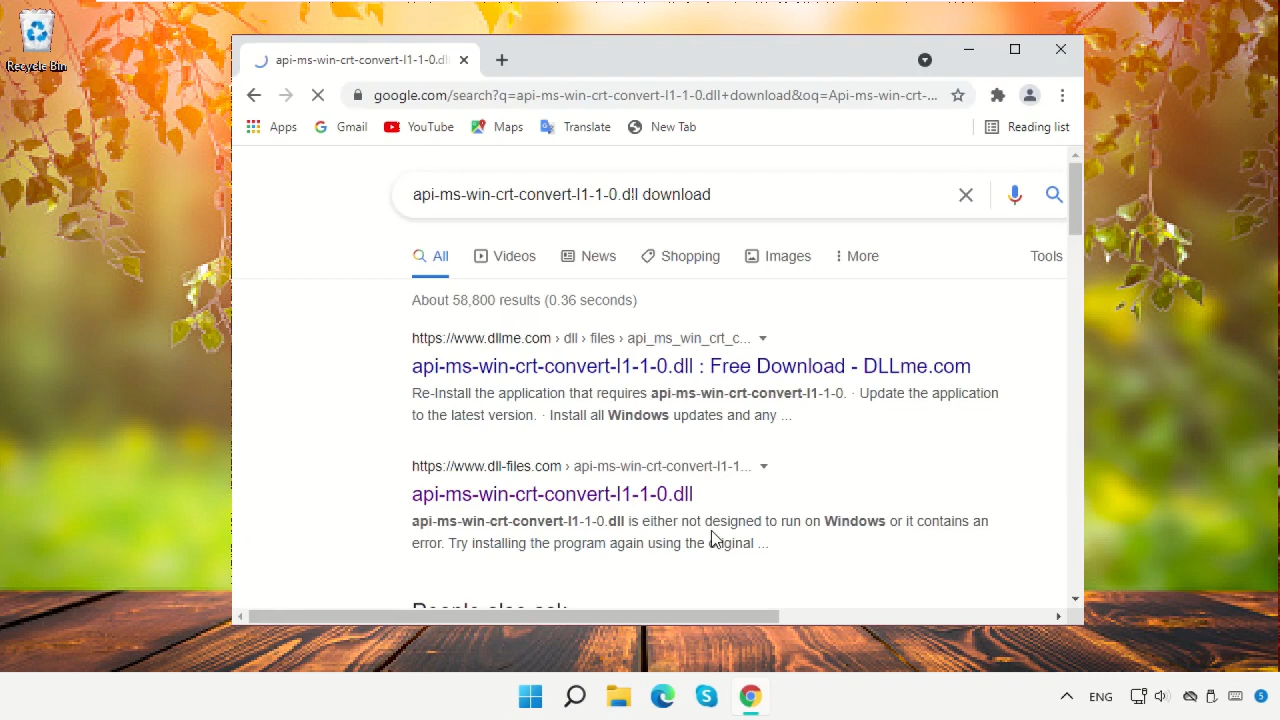 Recycle Bin
api-ms-win-crt-convert-l1-1-0.dl
google.com/search?q=api-ms-win-crt-convert-l1-1-0.dll+download&oq=Api-ms-win-crt-...
Apps Gmail YouTube Maps Translate New Tab Reading list
api-ms-win-crt-convert-l1-1-0.dll download
All Videos News Shopping Images More Tools
About 58,800 results (0.36 seconds)
https://www.dllme.com › dll › files › api_ms_win_crt_c...
api-ms-win-crt-convert-l1-1-0.dll : Free Download - DLLme.com
Re-Install the application that requires api-ms-win-crt-convert-l1-1-0. · Update the application
to the latest version. · Install all Windows updates and any ...
https://www.dll-files.com › api-ms-win-crt-convert-l1-1...
api-ms-win-crt-convert-l1-1-0.dll
api-ms-win-crt-convert-l1-1-0.dll is either not designed to run on Windows or it contains an
error. Try installing the program again using the original ...
People also ask
ENG 5